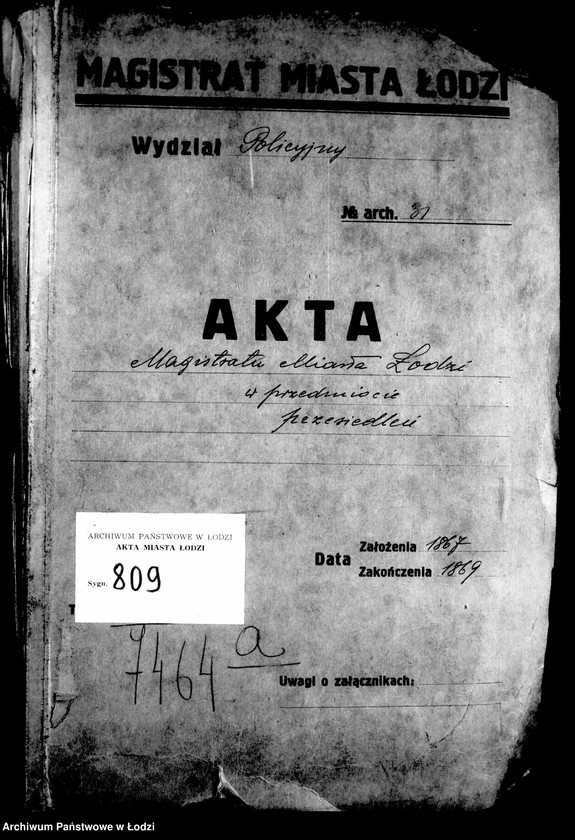 MAGISTRAT MIASTA ŁODZI
Wydział Policyjny
№ arch. 31
AKTA
Magistratu Miasta Łodzi
w przedmiocie
przesiedleń
ARCHIWUM PAŃSTWOWE W ŁODZI
AKTA MIASTA ŁODZI
Sygn. 809
Data
Założenia 1867
Zakończenia 1869
T
a
7464
Uwagi o załącznikach:
Archiwum Państwowe w Łodzi